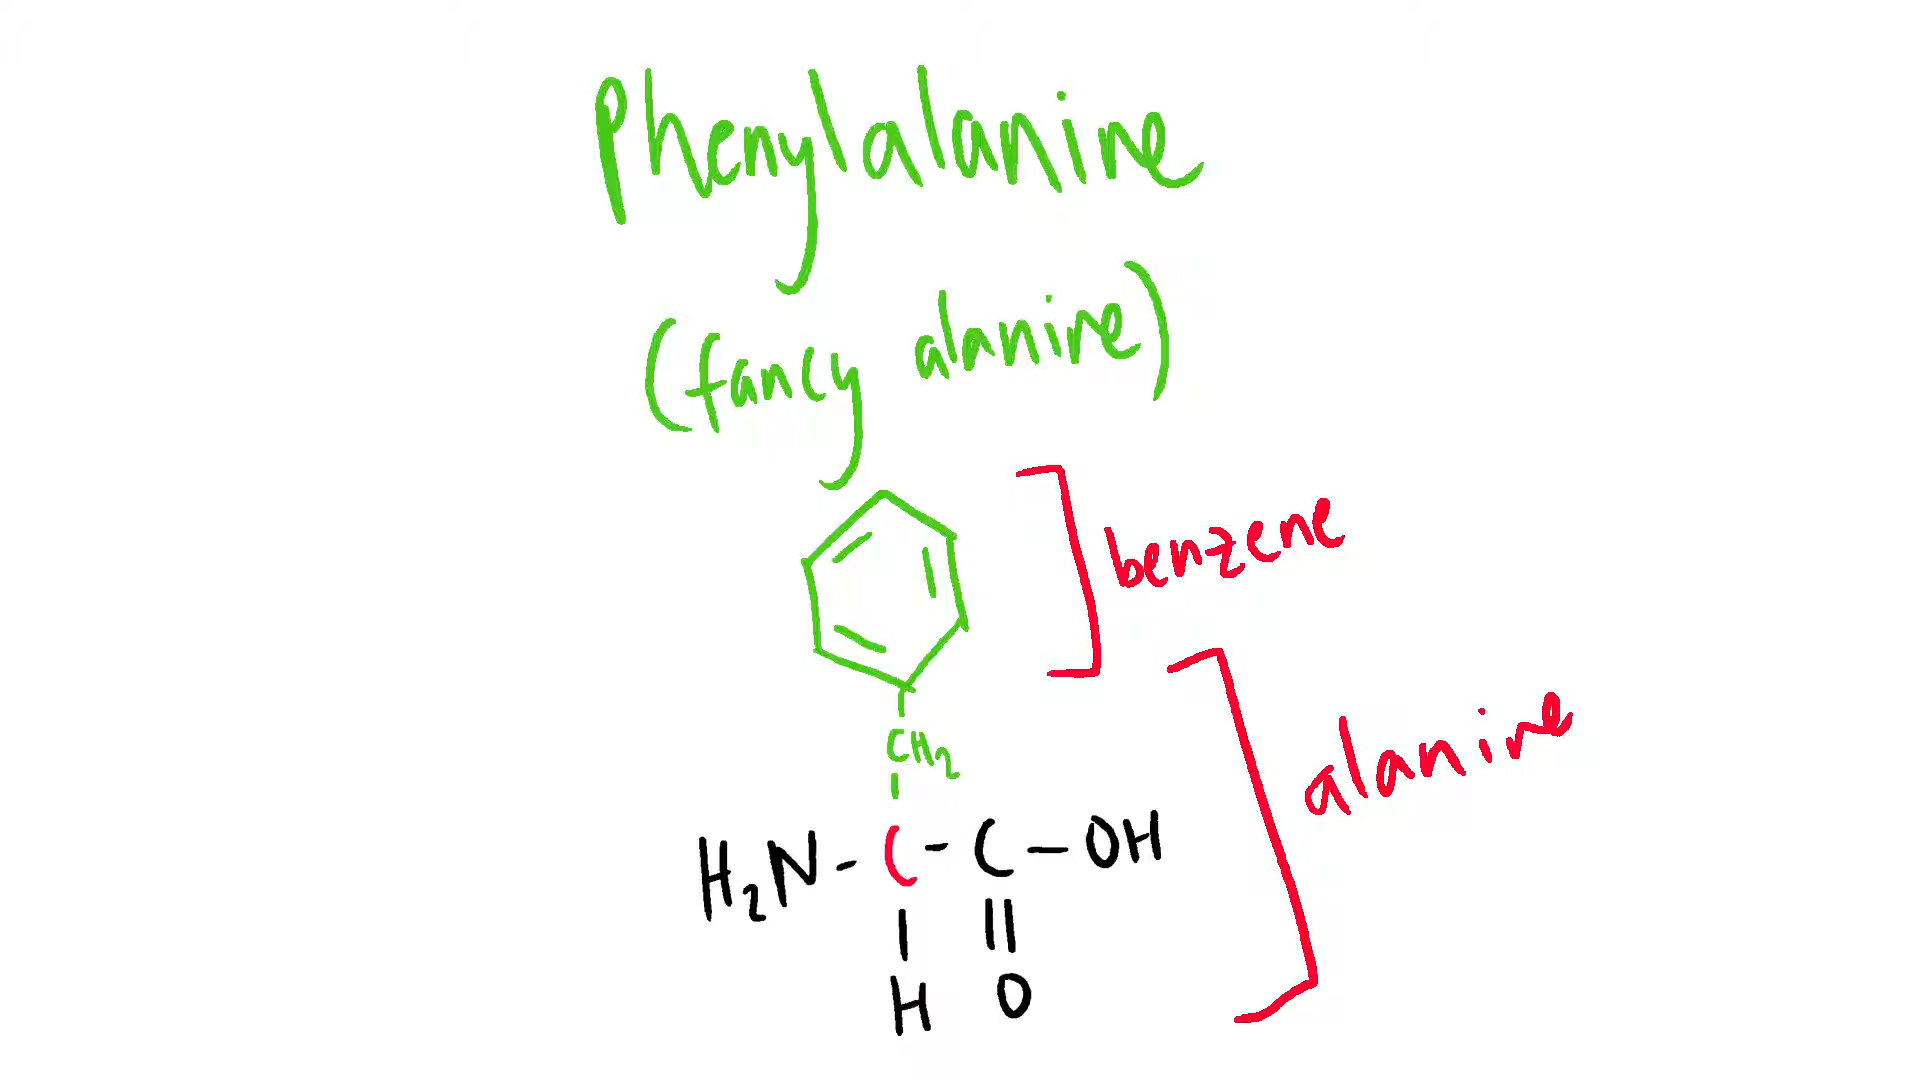 Phenylalanine
(fancy alanine)
benzene
alanine
CH₂
H₂N - C - C - OH
H O